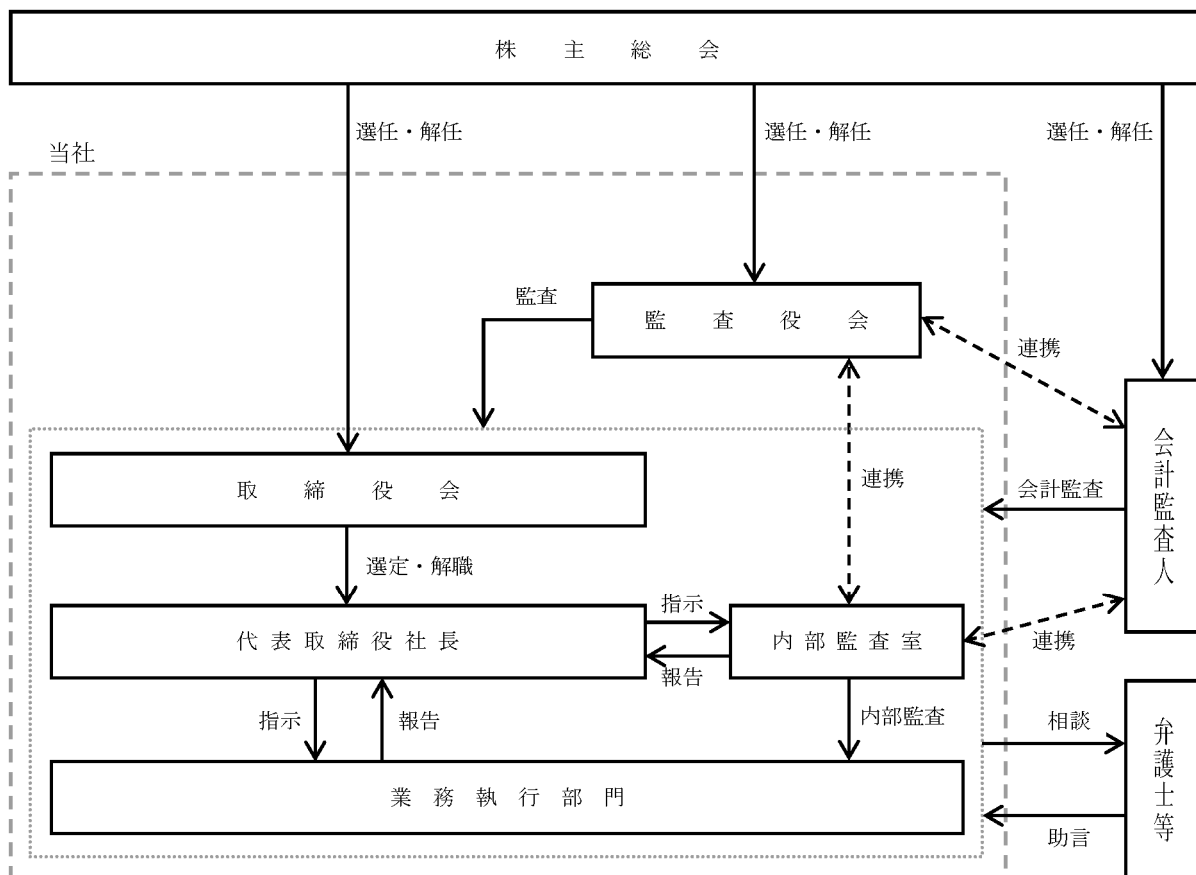 株主総会
選任・解任
選任・解任
選任・解任
当社
監査
監査役会
連携
会計監査人
取締役会
連携
会計監査
選定・解職
代表取締役社長
指示
報告
内部監査室
連携
指示
報告
内部監査
相談
弁護士等
業務執行部門
助言